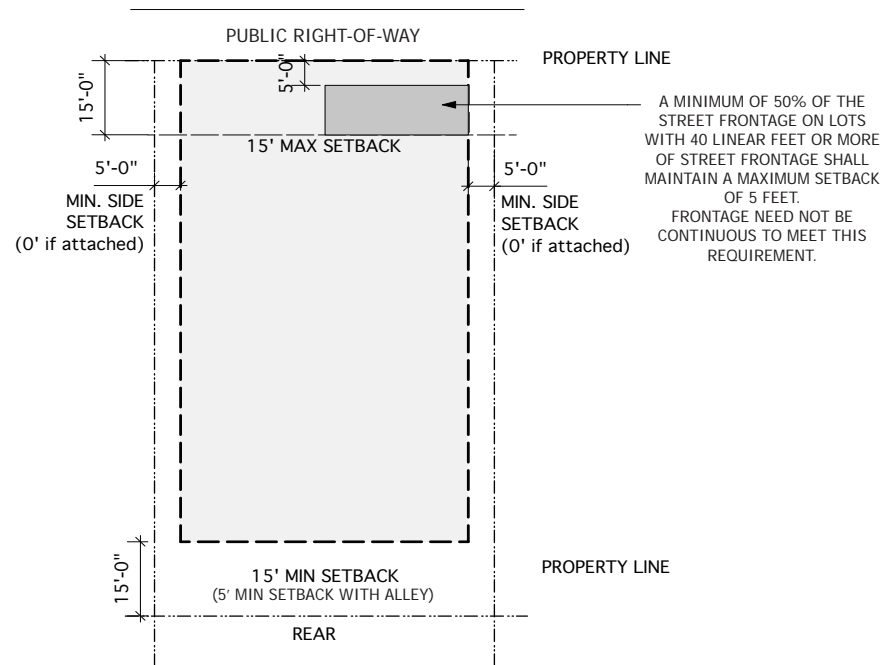 PUBLIC RIGHT-OF-WAY
PROPERTY LINE
15'-0"
5'-0"
A MINIMUM OF 50% OF THE
STREET FRONTAGE ON LOTS
WITH 40 LINEAR FEET OR MORE
OF STREET FRONTAGE SHALL
MAINTAIN A MAXIMUM SETBACK
OF 5 FEET.
FRONTAGE NEED NOT BE
CONTINUOUS TO MEET THIS
REQUIREMENT.
15' MAX SETBACK
5'-0"
MIN. SIDE
SETBACK
(0' if attached)
5'-0"
MIN. SIDE
SETBACK
(0' if attached)
15'-0"
15' MIN SETBACK
(5' MIN SETBACK WITH ALLEY)
PROPERTY LINE
REAR